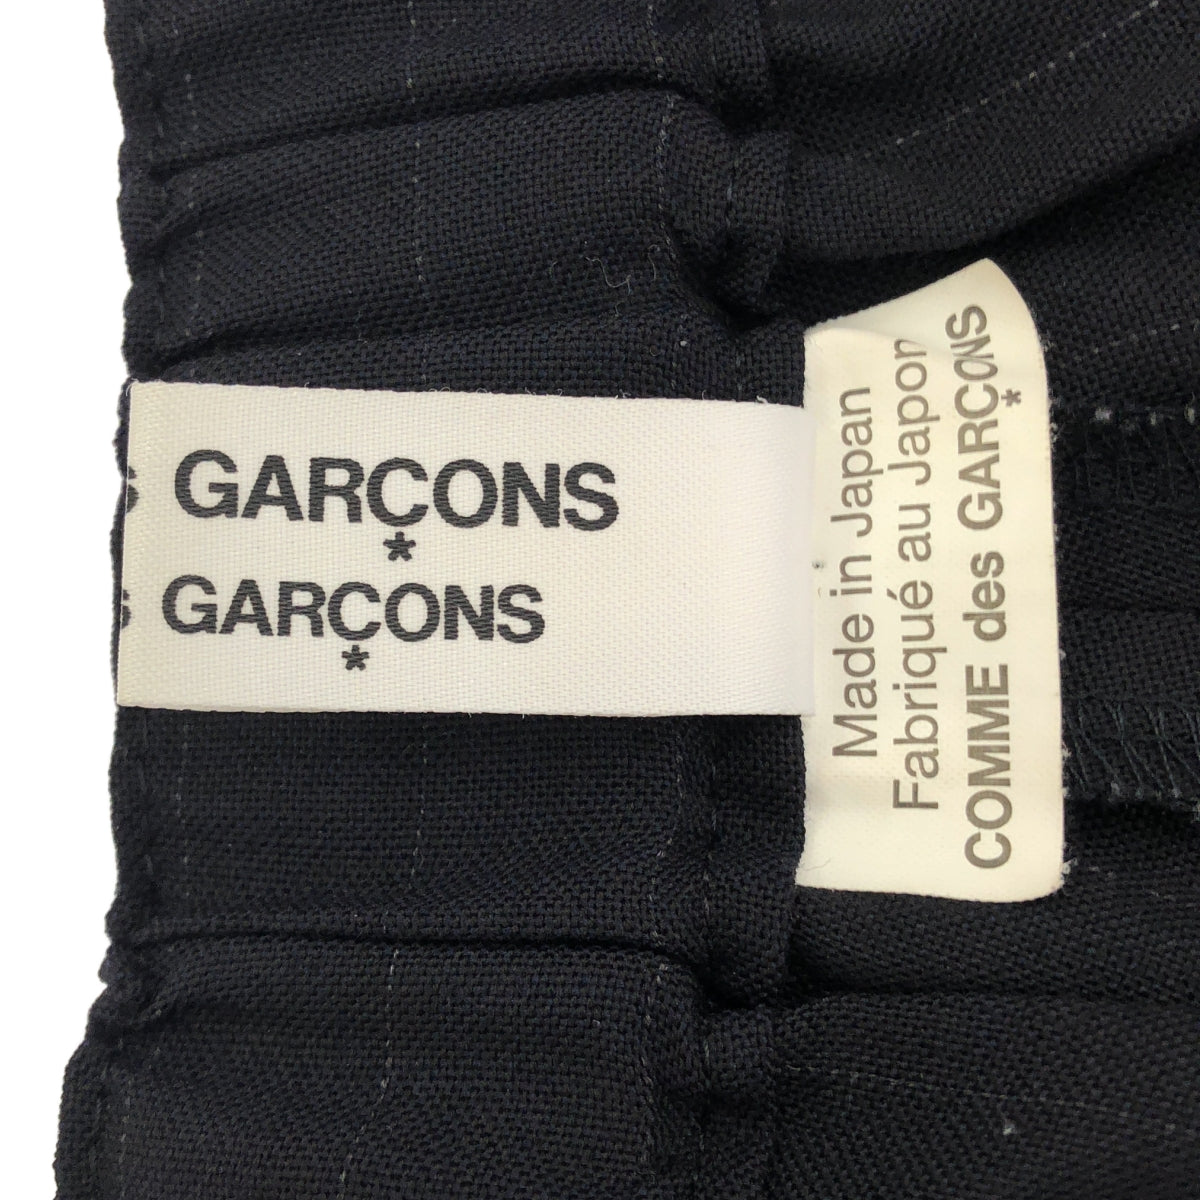 GARÇONS
*
GARÇONS
*
Made in Japan
Fabriqué au Japon
COMME des GARÇONS
*